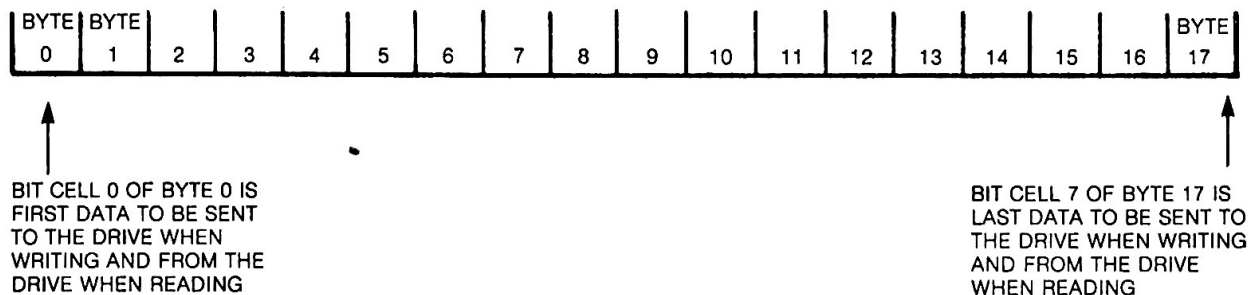 BYTE BYTE BYTE
0 1 2 3 4 5 6 7 8 9 10 11 12 13 14 15 16 17
BIT CELL 0 OF BYTE 0 IS
FIRST DATA TO BE SENT
TO THE DRIVE WHEN
WRITING AND FROM THE
DRIVE WHEN READING
BIT CELL 7 OF BYTE 17 IS
LAST DATA TO BE SENT TO
THE DRIVE WHEN WRITING
AND FROM THE DRIVE
WHEN READING